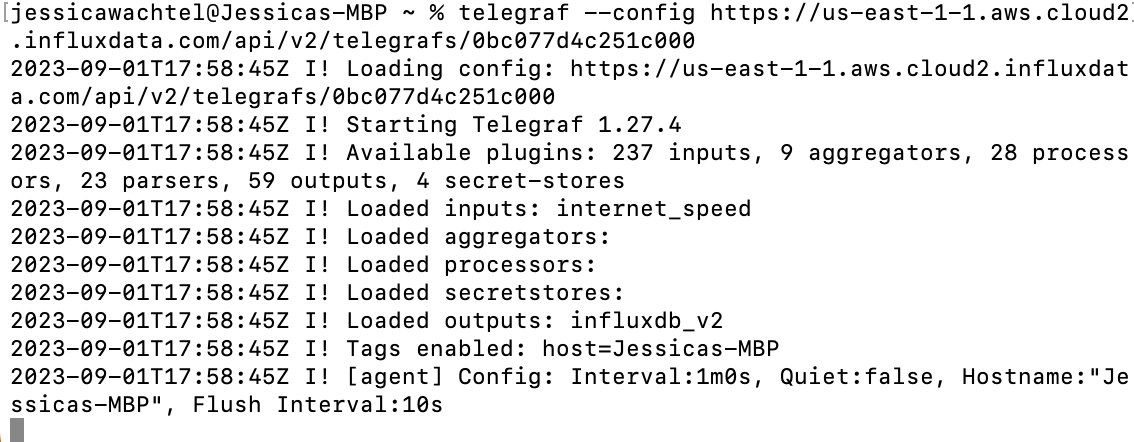 [jessicawachtel@Jessicas-MBP ~ % telegraf --config https://us-east-1-1.aws.cloud2]
.influxdata.com/api/v2/telegrafs/0bc077d4c251c000
2023-09-01T17:58:45Z I! Loading config: https://us-east-1-1.aws.cloud2.influxdat
a.com/api/v2/telegrafs/0bc077d4c251c000
2023-09-01T17:58:45Z I! Starting Telegraf 1.27.4
2023-09-01T17:58:45Z I! Available plugins: 237 inputs, 9 aggregators, 28 process
ors, 23 parsers, 59 outputs, 4 secret-stores
2023-09-01T17:58:45Z I! Loaded inputs: internet_speed
2023-09-01T17:58:45Z I! Loaded aggregators:
2023-09-01T17:58:45Z I! Loaded processors:
2023-09-01T17:58:45Z I! Loaded secretstores:
2023-09-01T17:58:45Z I! Loaded outputs: influxdb_v2
2023-09-01T17:58:45Z I! Tags enabled: host=Jessicas-MBP
2023-09-01T17:58:45Z I! [agent] Config: Interval:1m0s, Quiet:false, Hostname:"Je
ssicas-MBP", Flush Interval:10s